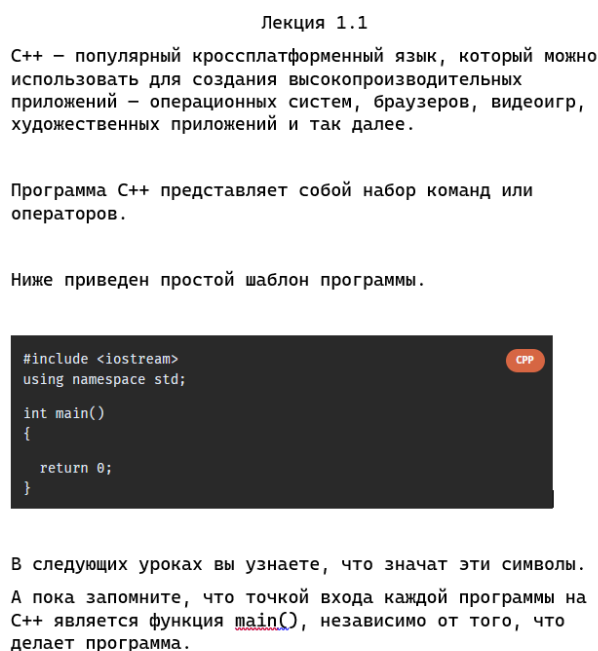 Лекция 1.1
C++ — популярный кроссплатформенный язык, который можно
использовать для создания высокопроизводительных
приложений — операционных систем, браузеров, видеоигр,
художественных приложений и так далее.
Программа C++ представляет собой набор команд или
операторов.
Ниже приведен простой шаблон программы.
#include <iostream>
CPP
using namespace std;
int main()
{
return 0;
}
В следующих уроках вы узнаете, что значат эти символы.
А пока запомните, что точкой входа каждой программы на
C++ является функция main(), независимо от того, что
делает программа.